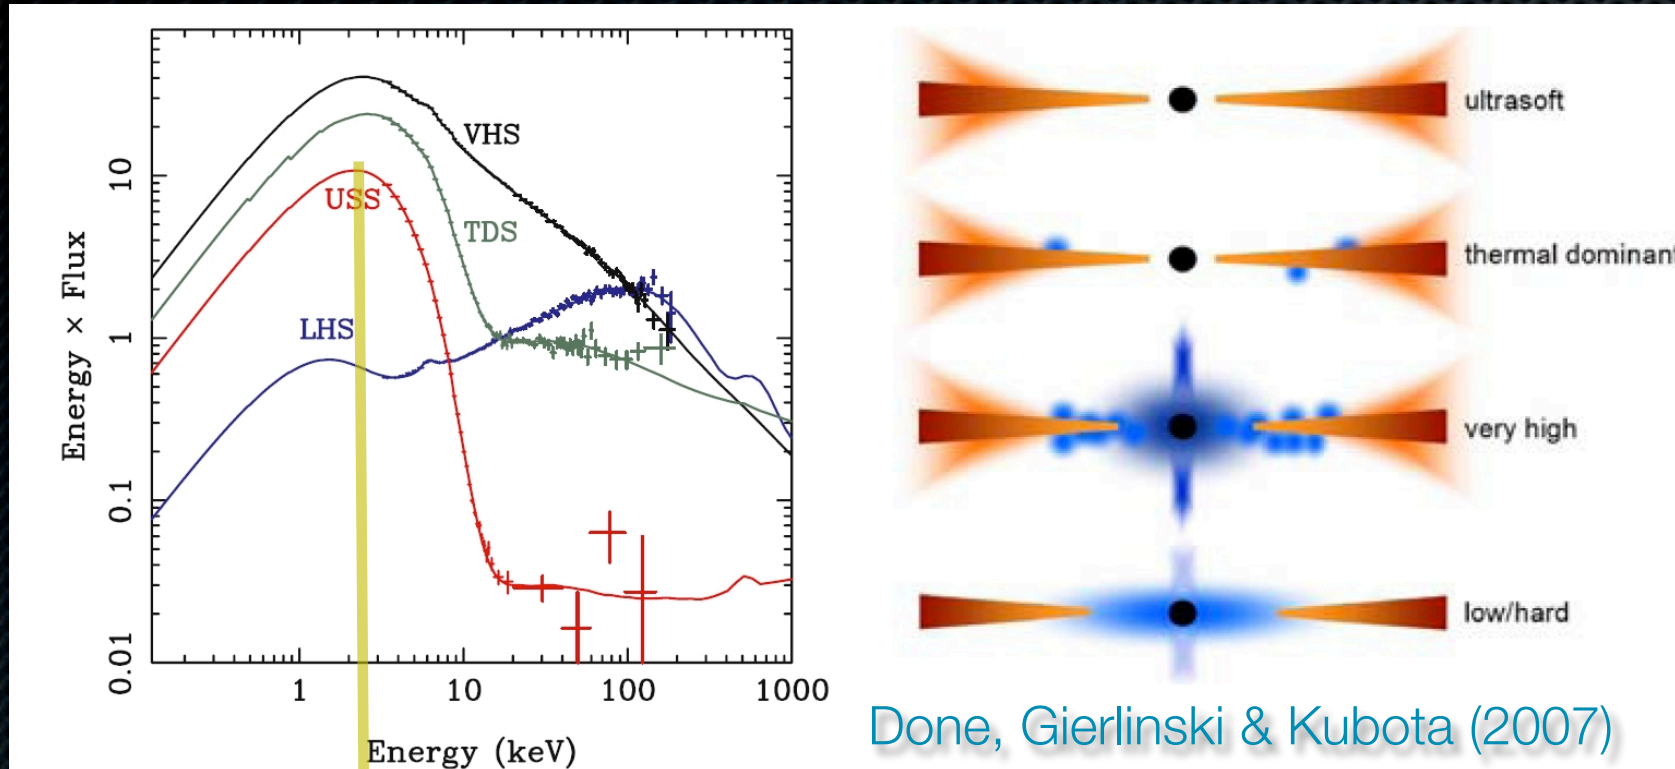 Energy × Flux
10
1
0.1
0.01
VHS
USS
TDS
LHS
1
10
100
1000
Energy (keV)
ultrasoft
thermal dominant
very high
low/hard
Done, Gierlinski & Kubota (2007)